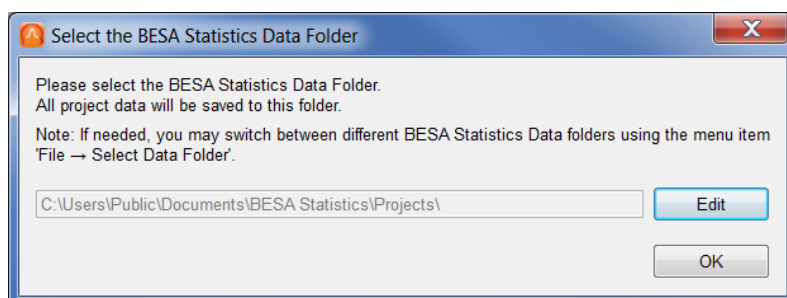 Select the BESA Statistics Data Folder
Please select the BESA Statistics Data Folder.
All project data will be saved to this folder.
Note: If needed, you may switch between different BESA Statistics Data folders using the menu item
'File → Select Data Folder'.
C:\Users\Public\Documents\BESA Statistics\Projects\
Edit
OK